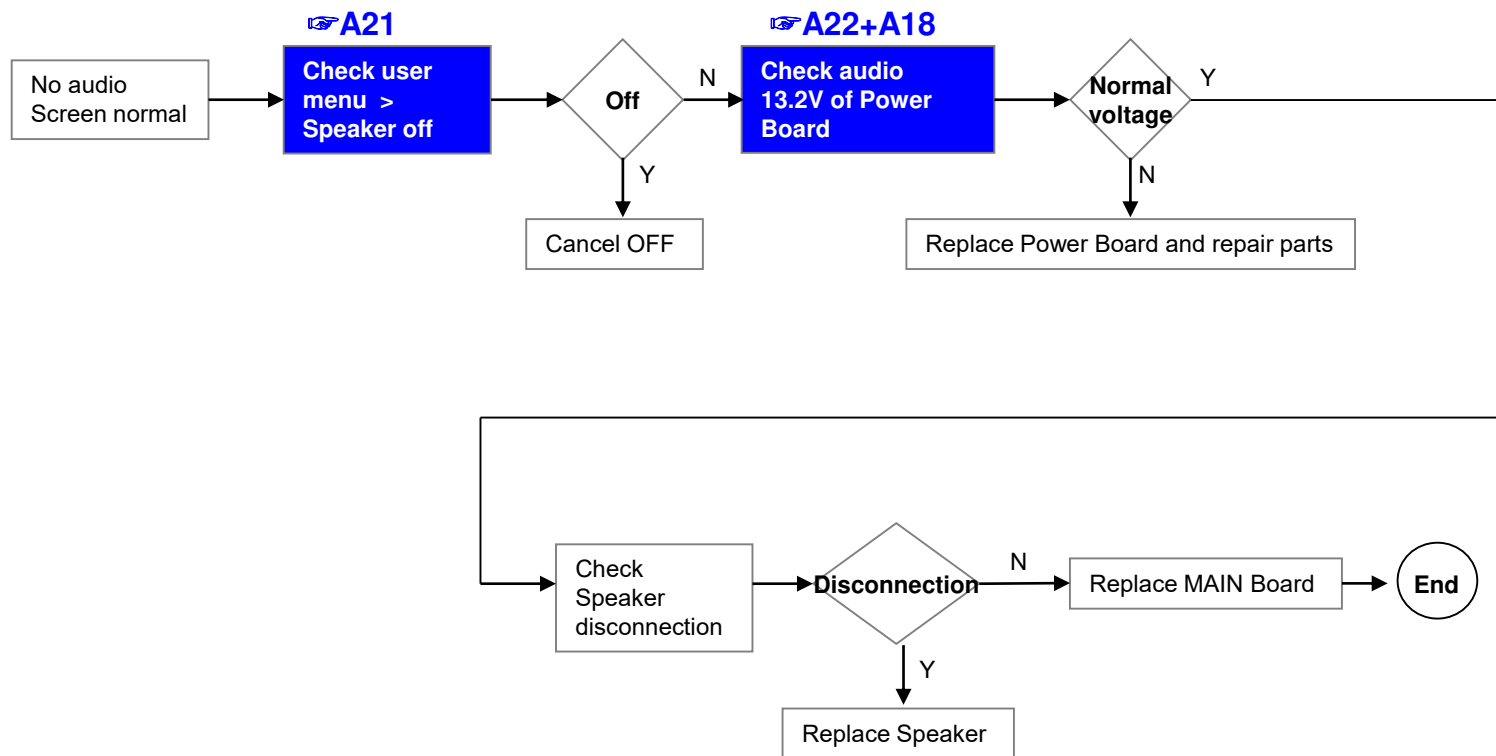 ☞A21
☞A22+A18
No audio
Screen normal
Check user
menu >
Speaker off
Off
N
Check audio
13.2V of Power
Board
Normal
voltage
Y
Y
N
Cancel OFF
Replace Power Board and repair parts
Check
Speaker
disconnection
Disconnection
N
Replace MAIN Board
End
Y
Replace Speaker